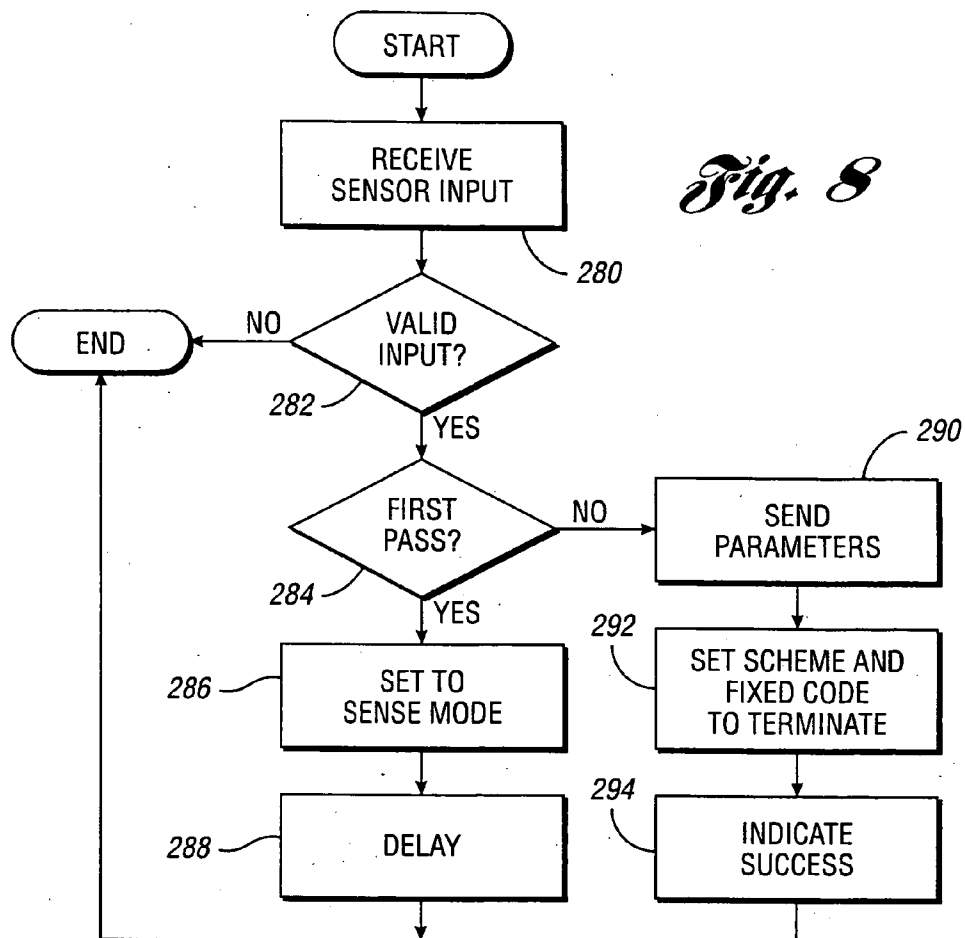 START
RECEIVE
SENSOR INPUT
Fig. 8
280
NO
VALID
INPUT?
END
282
YES
290
FIRST
PASS?
NO
SEND
PARAMETERS
284
YES
292
286
SET TO
SENSE MODE
SET SCHEME AND
FIXED CODE
TO TERMINATE
294
288
DELAY
INDICATE
SUCCESS